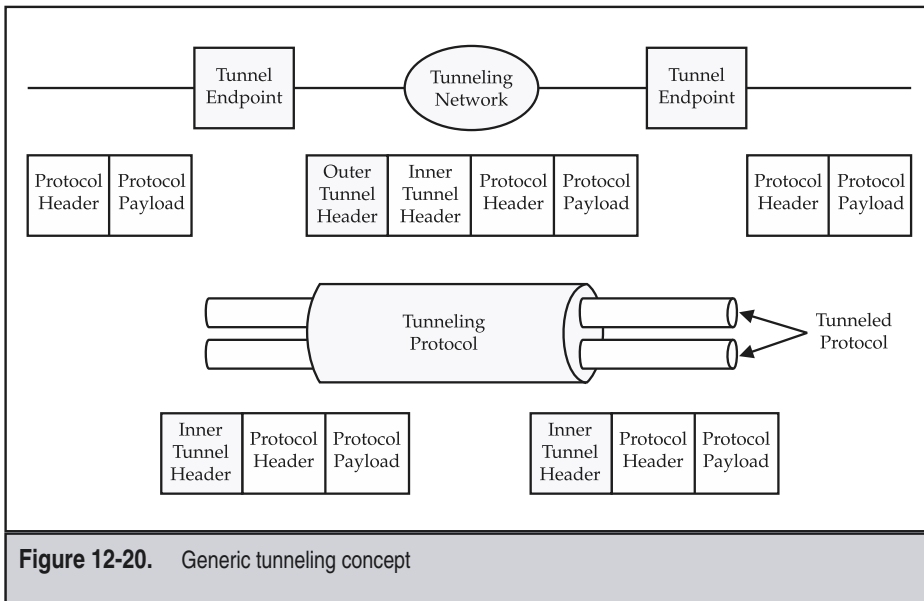 Tunnel
Endpoint
Tunneling
Network
Tunnel
Endpoint
Protocol
Header
Protocol
Payload
Outer
Tunnel
Header
Inner
Tunnel
Header
Protocol
Header
Protocol
Payload
Protocol
Header
Protocol
Payload
Tunneling
Protocol
Tunneled
Protocol
Inner
Tunnel
Header
Protocol
Header
Protocol
Payload
Inner
Tunnel
Header
Protocol
Header
Protocol
Payload
Figure 12-20. Generic tunneling concept